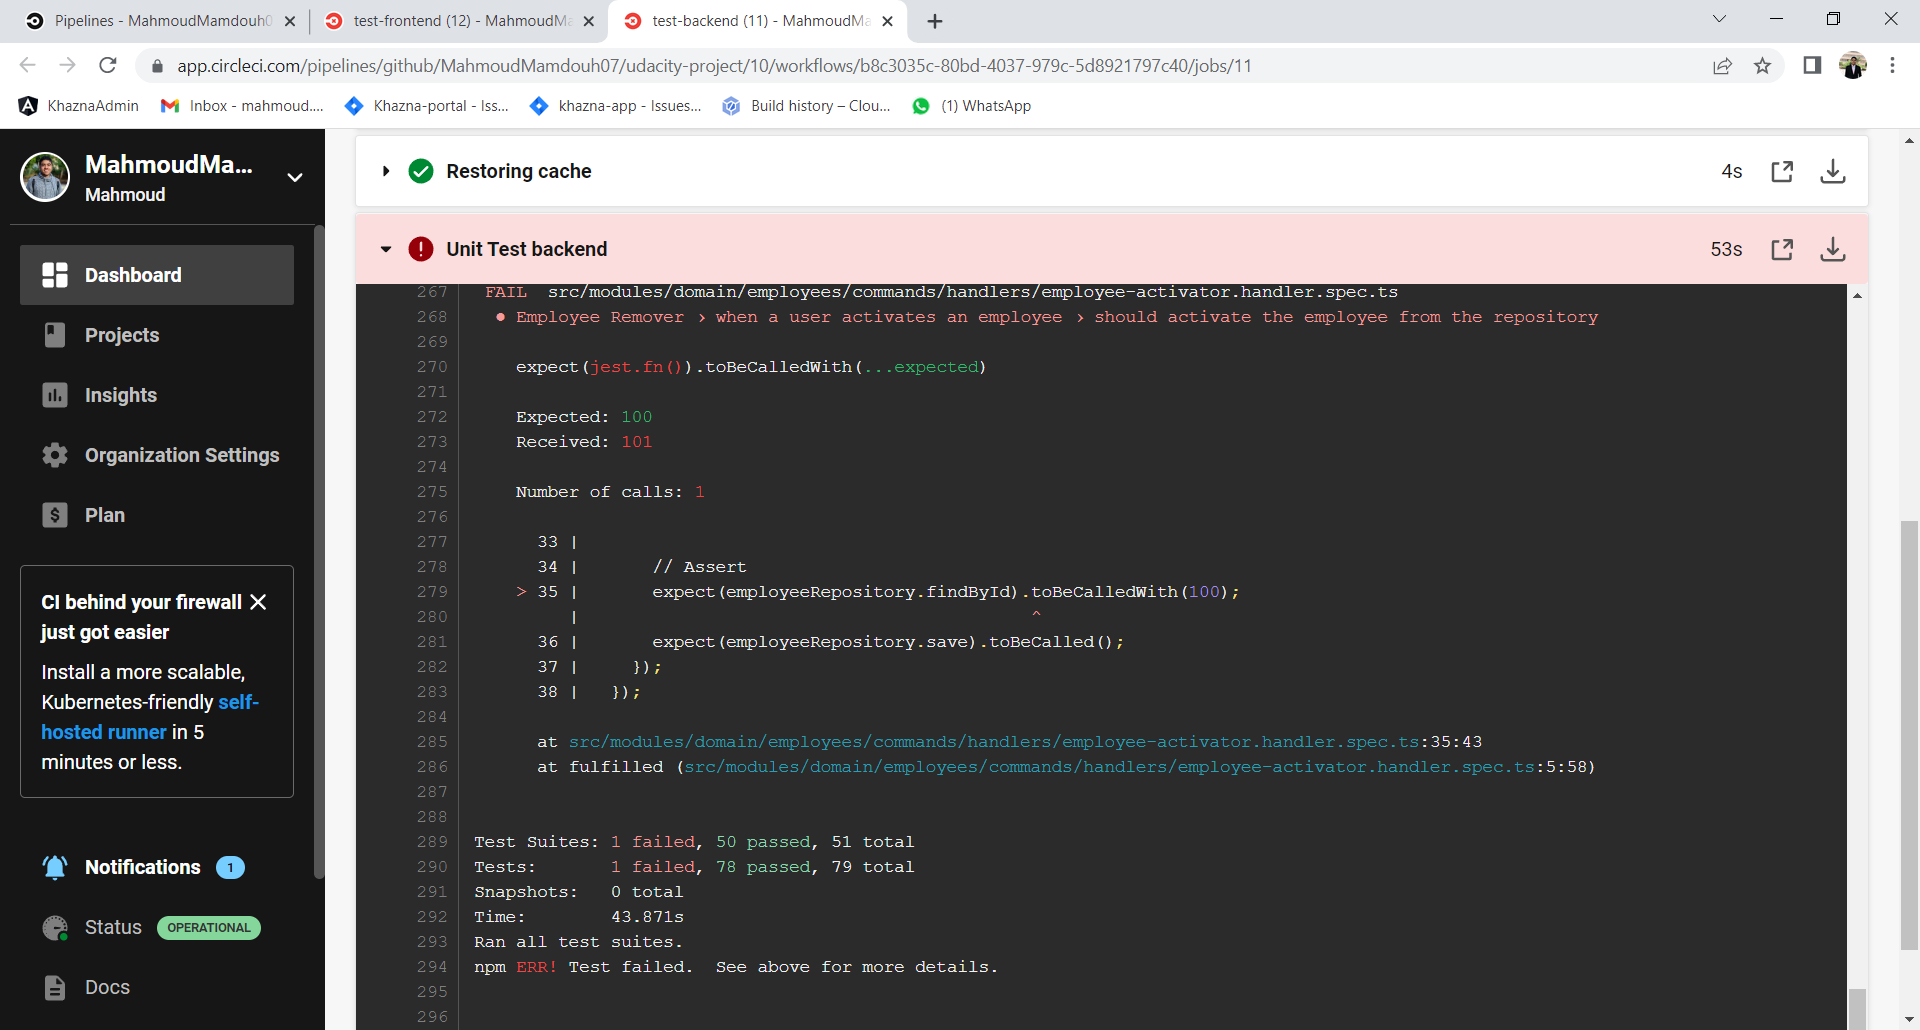 Pipelines - MahmoudMamdouh0
test-frontend (12) - MahmoudMa
test-backend (11) - MahmoudMa
app.circleci.com/pipelines/github/MahmoudMamdouh07/udacity-project/10/workflows/b8c3035c-80bd-4037-979c-5d8921797c40/jobs/11
KhaznaAdmin
Inbox - mahmoud....
Khazna-portal - Iss...
khazna-app - Issues...
Build history – Clou...
(1) WhatsApp
MahmoudMa...
Mahmoud
Dashboard
Projects
Insights
Organization Settings
Plan
CI behind your firewall
just got easier
Install a more scalable,
Kubernetes-friendly self-
hosted runner in 5
minutes or less.
Notifications 1
Status OPERATIONAL
Docs
Restoring cache 4s
Unit Test backend 53s
267 FAIL src/modules/domain/employees/commands/handlers/employee-activator.handler.spec.ts
268 ● Employee Remover › when a user activates an employee › should activate the employee from the repository
269
270 expect(jest.fn()).toBeCalledWith(...expected)
271
272 Expected: 100
273 Received: 101
274
275 Number of calls: 1
276
277 33 |
278 34 | // Assert
279 > 35 | expect(employeeRepository.findById).toBeCalledWith(100);
280 | ^
281 36 | expect(employeeRepository.save).toBeCalled();
282 37 | });
283 38 | });
284
285 at src/modules/domain/employees/commands/handlers/employee-activator.handler.spec.ts:35:43
286 at fulfilled (src/modules/domain/employees/commands/handlers/employee-activator.handler.spec.ts:5:58)
287
288
289 Test Suites: 1 failed, 50 passed, 51 total
290 Tests: 1 failed, 78 passed, 79 total
291 Snapshots: 0 total
292 Time: 43.871s
293 Ran all test suites.
294 npm ERR! Test failed. See above for more details.
295
296